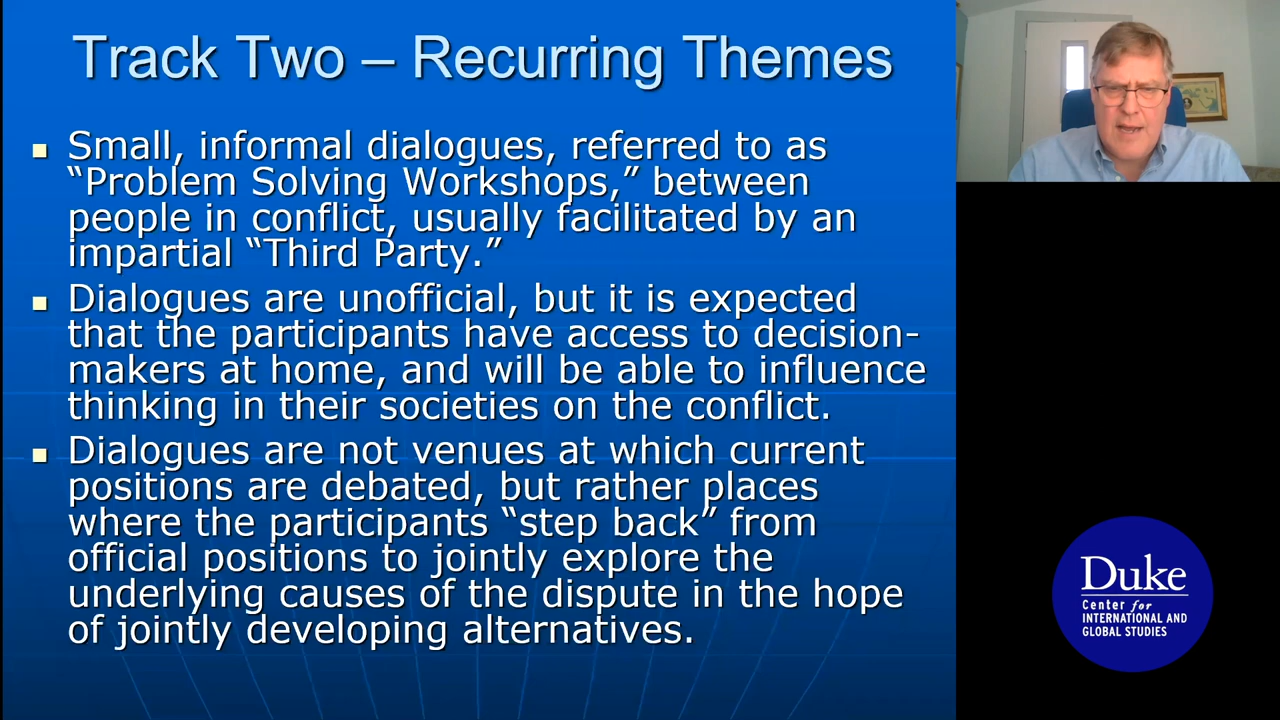 Track Two – Recurring Themes
Small, informal dialogues, referred to as
“Problem Solving Workshops,” between
people in conflict, usually facilitated by an
impartial “Third Party.”
Dialogues are unofficial, but it is expected
that the participants have access to decision-
makers at home, and will be able to influence
thinking in their societies on the conflict.
Dialogues are not venues at which current
positions are debated, but rather places
where the participants “step back” from
official positions to jointly explore the
underlying causes of the dispute in the hope
of jointly developing alternatives.
Duke
Center for
INTERNATIONAL AND
GLOBAL STUDIES